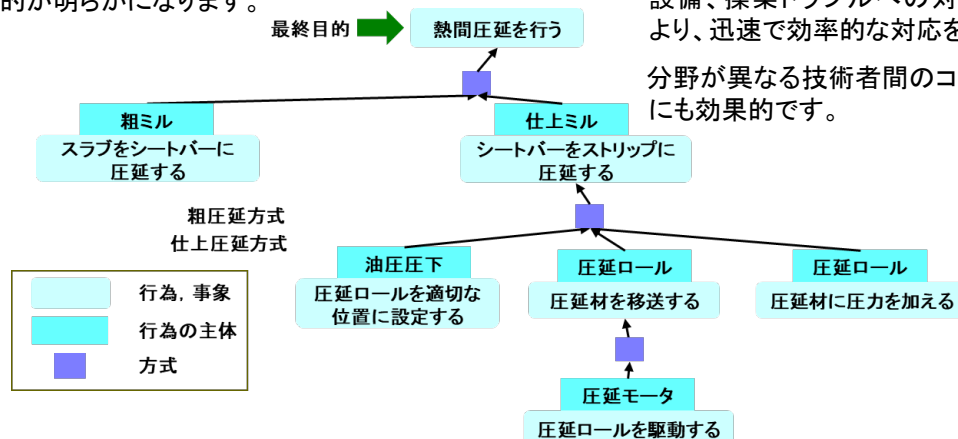 的が明らかになります。
設備、操業トラブルへの対
より、迅速で効率的な対応を
分野が異なる技術者間のコ
にも効果的です。
最終目的
熱間圧延を行う
粗ミル
スラブをシートバーに
圧延する
仕上ミル
シートバーをストリップに
圧延する
粗圧延方式
仕上圧延方式
油圧圧下
圧延ロールを適切な
位置に設定する
圧延ロール
圧延材を移送する
圧延ロール
圧延材に圧力を加える
圧延モータ
圧延ロールを駆動する
行為，事象
行為の主体
方式